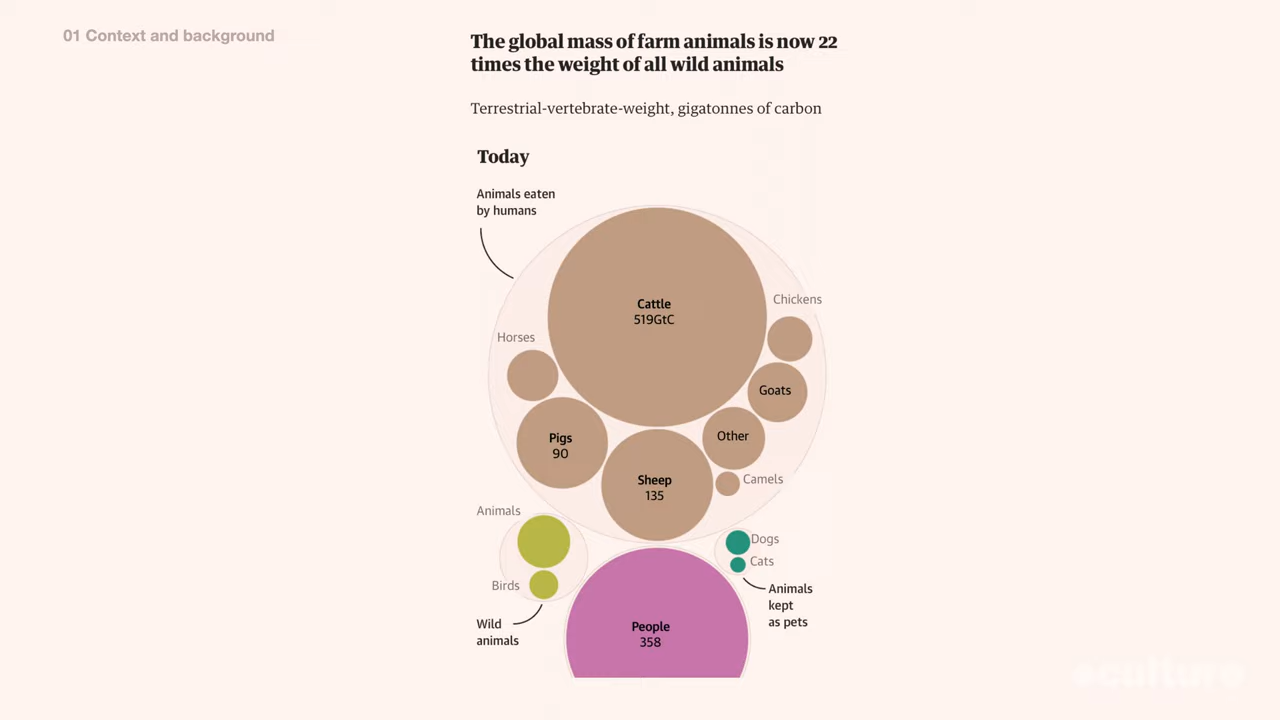 01 Context and background
The global mass of farm animals is now 22
times the weight of all wild animals
Terrestrial-vertebrate-weight, gigatonnes of carbon
Today
Animals eaten
by humans
Cattle
519GtC
Chickens
Horses
Goats
Pigs
90
Other
Sheep
135
Camels
Animals
Birds
Wild
animals
Dogs
Cats
Animals
kept
as pets
People
358